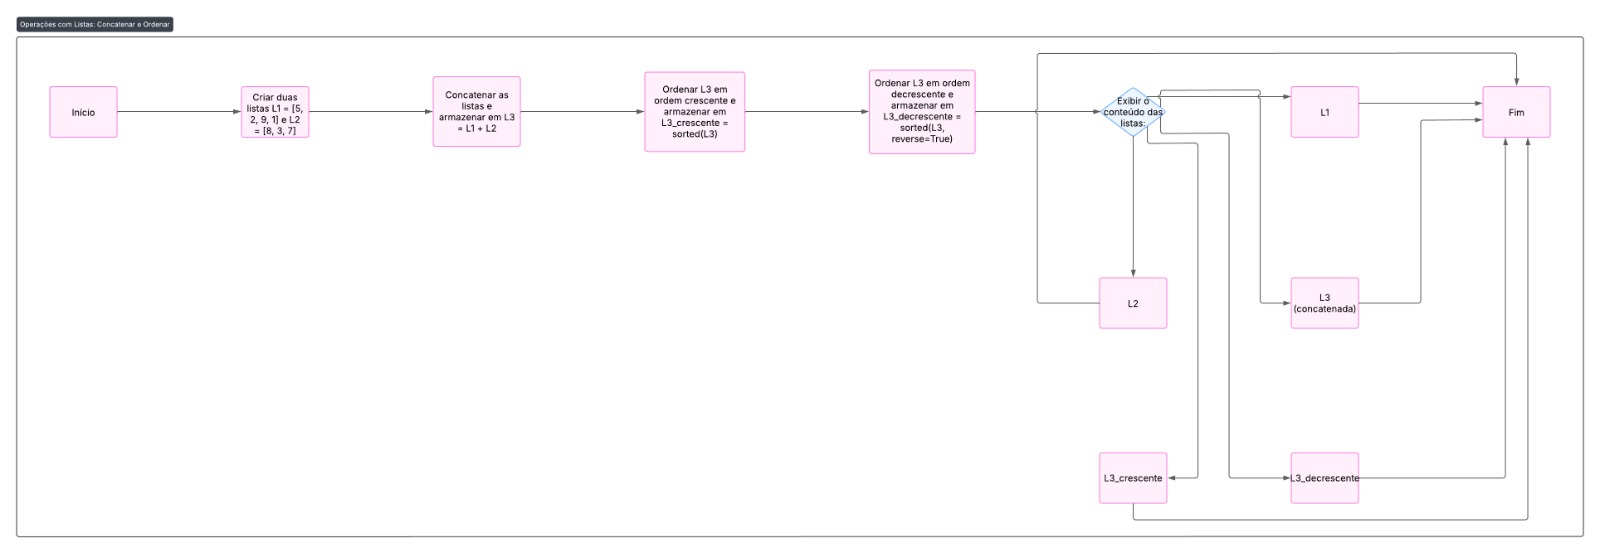 Operações com Listas: Concatenar e Ordenar
Início
Criar duas
listas L1 = [5,
2, 9, 1] e L2
= [8, 3, 7]
Concatenar as
listas e
armazenar em L3
= L1 + L2
Ordenar L3 em
ordem crescente e
armazenar em
L3_crescente =
sorted(L3)
Ordenar L3 em ordem
decrescente e
armazenar em
L3_decrescente =
sorted(L3,
reverse=True)
Exibir o
conteúdo das
listas:
L1
Fim
L2
L3
(concatenada)
L3_crescente
L3_decrescente